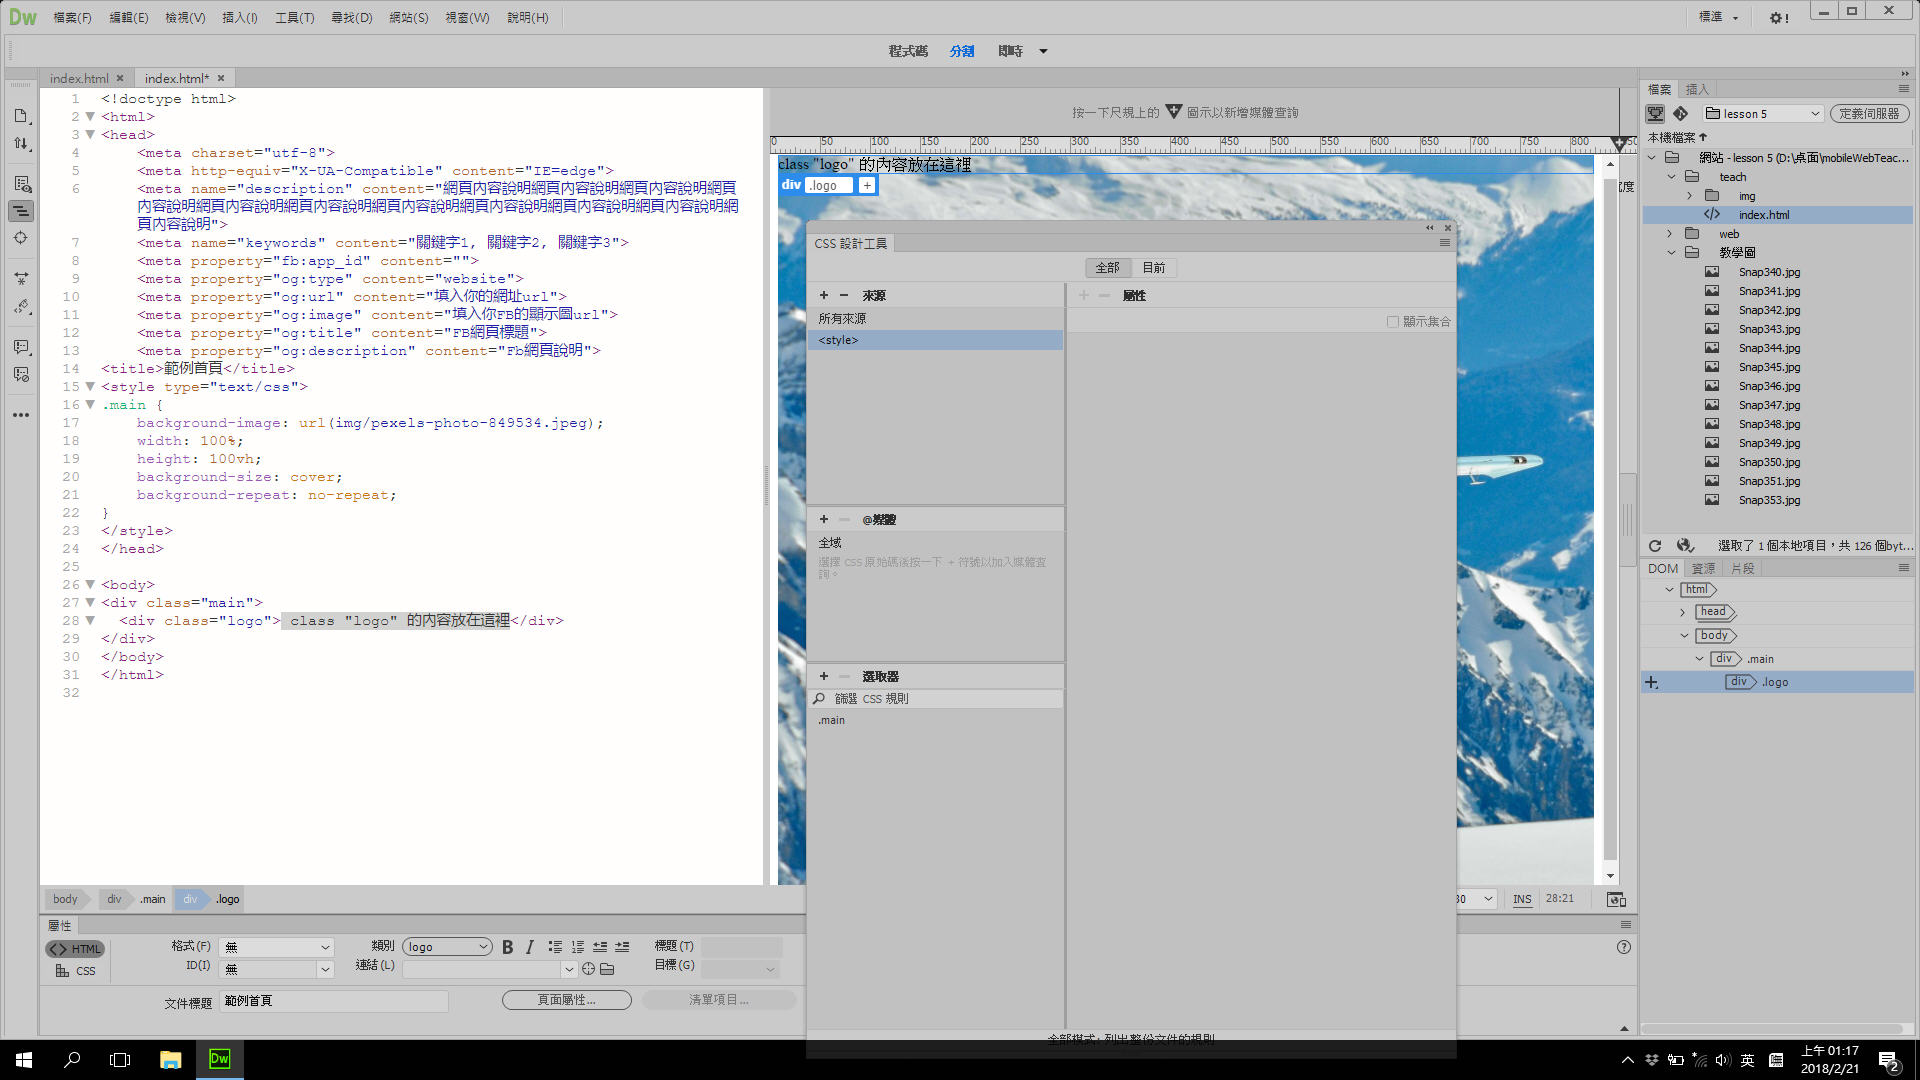 Dw 檔案(F) 編輯(E) 檢視(V) 插入(I) 工具(T) 尋找(D) 網站(S) 視窗(W) 說明(H) 標準
程式碼 分割 即時
index.html index.html*
1 <!doctype html>
2 <html>
3 <head>
4 <meta charset="utf-8">
5 <meta http-equiv="X-UA-Compatible" content="IE=edge">
6 <meta name="description" content="網頁內容說明網頁內容說明網頁內容說明網頁
內容說明網頁內容說明網頁內容說明網頁內容說明網頁內容說明網頁內容說明網頁內容說明網
頁內容說明">
7 <meta name="keywords" content="關鍵字1, 關鍵字2, 關鍵字3">
8 <meta property="fb:app_id" content="">
9 <meta property="og:type" content="website">
10 <meta property="og:url" content="填入你的網址url">
11 <meta property="og:image" content="填入你FB的顯示圖url">
12 <meta property="og:title" content="FB網頁標題">
13 <meta property="og:description" content="Fb網頁說明">
14 <title>範例首頁</title>
15 <style type="text/css">
16 .main {
17 background-image: url(img/pexels-photo-849534.jpeg);
18 width: 100%;
19 height: 100vh;
20 background-size: cover;
21 background-repeat: no-repeat;
22 }
23 </style>
24 </head>
25
26 <body>
27 <div class="main">
28 <div class="logo"> class "logo" 的內容放在這裡</div>
29 </div>
30 </body>
31 </html>
32
body div .main div .logo
按一下尺規上的 圖示以新增媒體查詢
0 50 100 150 200 250 300 350 400 450 500 550 600 650 700 750 800
class "logo" 的內容放在這裡
div .logo +
CSS 設計工具
全部 目前
+ − 來源
所有來源
<style>
+ − @媒體
全域
選擇 CSS 原始碼後按一下 + 符號以加入媒體查
詢。
+ − 選取器
篩選 CSS 規則
.main
+ − 屬性
顯示集合
全部模式: 列出整份文件的規則
INS 28:21
屬性
HTML
CSS
格式(F) 無 類別 logo B I 標題(T)
ID(I) 無 連結(L) 目標(G)
文件標題 範例首頁 頁面屬性... 清單項目...
檔案 插入
lesson 5 定義伺服器
本機檔案
網站 - lesson 5 (D:\桌面\mobileWebTeac...
teach
img
index.html
web
教學圖
Snap340.jpg
Snap341.jpg
Snap342.jpg
Snap343.jpg
Snap344.jpg
Snap345.jpg
Snap346.jpg
Snap347.jpg
Snap348.jpg
Snap349.jpg
Snap350.jpg
Snap351.jpg
Snap353.jpg
選取了 1 個本地項目，共 126 個byt...
DOM 資源 片段
html
head
body
div .main
div .logo
Dw
英
上午 01:17
2018/2/21
2